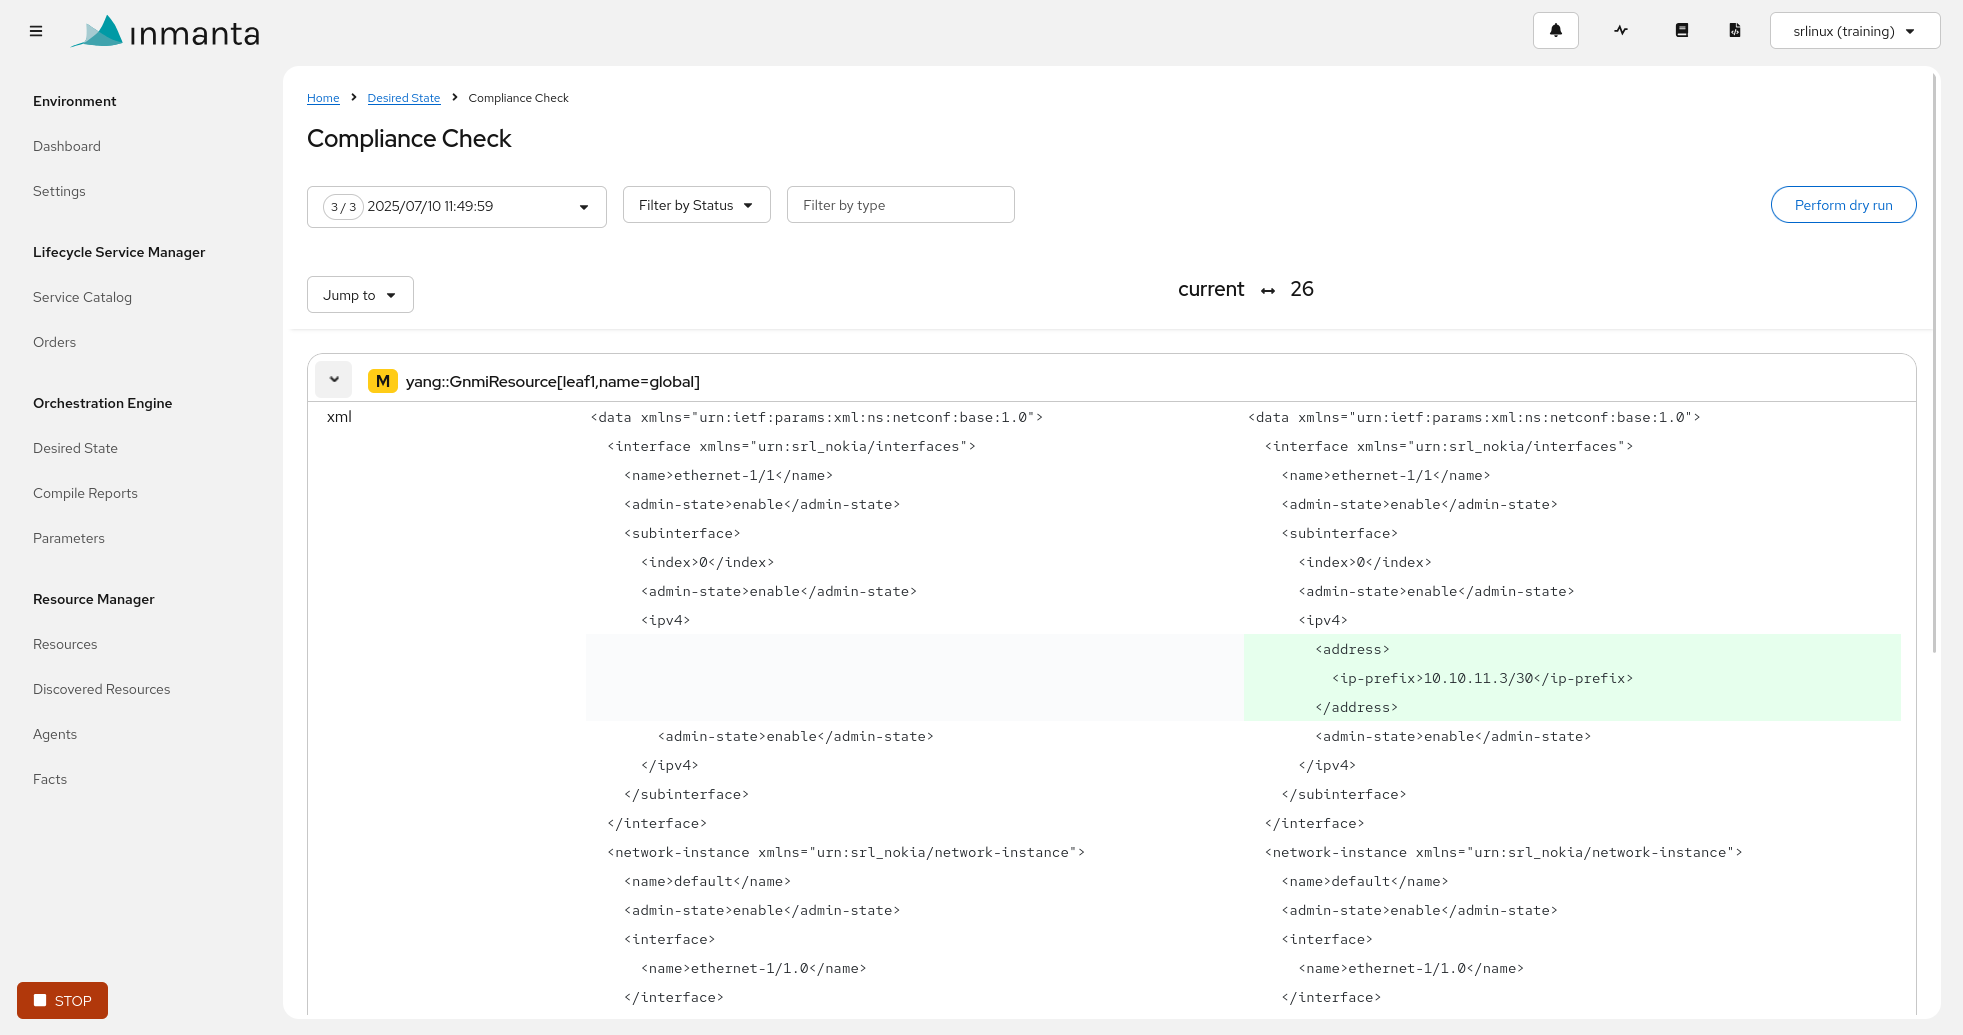 inmanta
srlinux (training)
Environment
Dashboard
Settings
Lifecycle Service Manager
Service Catalog
Orders
Orchestration Engine
Desired State
Compile Reports
Parameters
Resource Manager
Resources
Discovered Resources
Agents
Facts
STOP
Home > Desired State > Compliance Check
Compliance Check
3 / 3 2025/07/10 11:49:59
Filter by Status
Filter by type
Perform dry run
Jump to
current ↔ 26
M yang::GnmiResource[leaf1,name=global]
xml
<data xmlns="urn:ietf:params:xml:ns:netconf:base:1.0">
<interface xmlns="urn:srl_nokia/interfaces">
<name>ethernet-1/1</name>
<admin-state>enable</admin-state>
<subinterface>
<index>0</index>
<admin-state>enable</admin-state>
<ipv4>
<admin-state>enable</admin-state>
</ipv4>
</subinterface>
</interface>
<network-instance xmlns="urn:srl_nokia/network-instance">
<name>default</name>
<admin-state>enable</admin-state>
<interface>
<name>ethernet-1/1.0</name>
</interface>
<data xmlns="urn:ietf:params:xml:ns:netconf:base:1.0">
<interface xmlns="urn:srl_nokia/interfaces">
<name>ethernet-1/1</name>
<admin-state>enable</admin-state>
<subinterface>
<index>0</index>
<admin-state>enable</admin-state>
<ipv4>
<address>
<ip-prefix>10.10.11.3/30</ip-prefix>
</address>
<admin-state>enable</admin-state>
</ipv4>
</subinterface>
</interface>
<network-instance xmlns="urn:srl_nokia/network-instance">
<name>default</name>
<admin-state>enable</admin-state>
<interface>
<name>ethernet-1/1.0</name>
</interface>